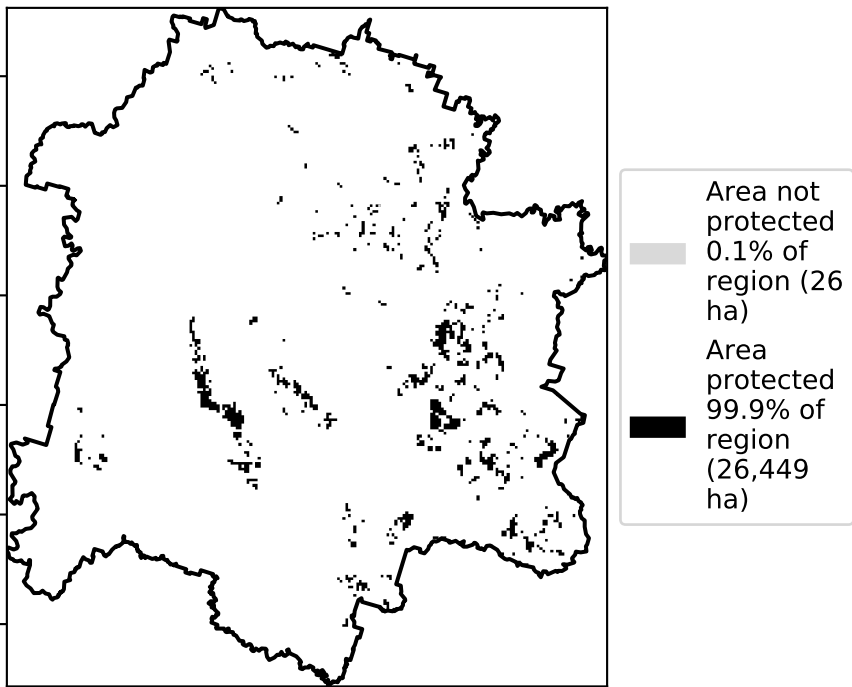 Area not
protected
0.1% of
region (26
ha)
Area
protected
99.9% of
region
(26,449
ha)